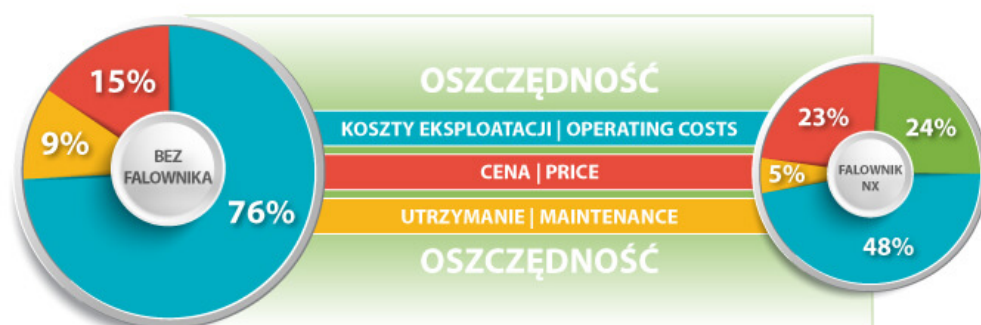 OSZCZĘDNOŚĆ
15%
9%
76%
BEZ
FALOWNIKA
KOSZTY EKSPLOATACJI | OPERATING COSTS
CENA | PRICE
UTRZYMANIE | MAINTENANCE
23%
24%
5%
48%
FALOWNIK
NX
OSZCZĘDNOŚĆ